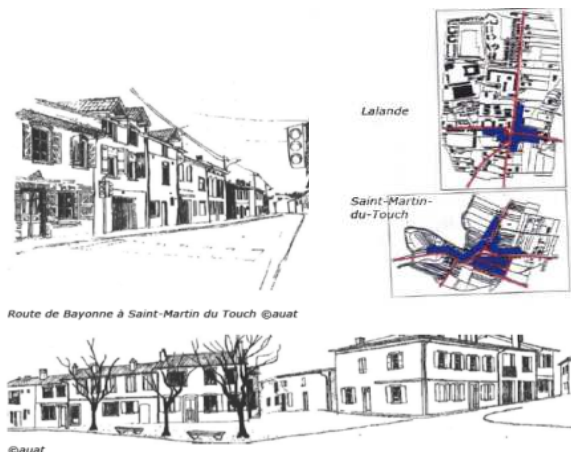 Lalande
Saint-Martin-
du-Touch
Route de Bayonne à Saint-Martin du Touch ©auat
©auat